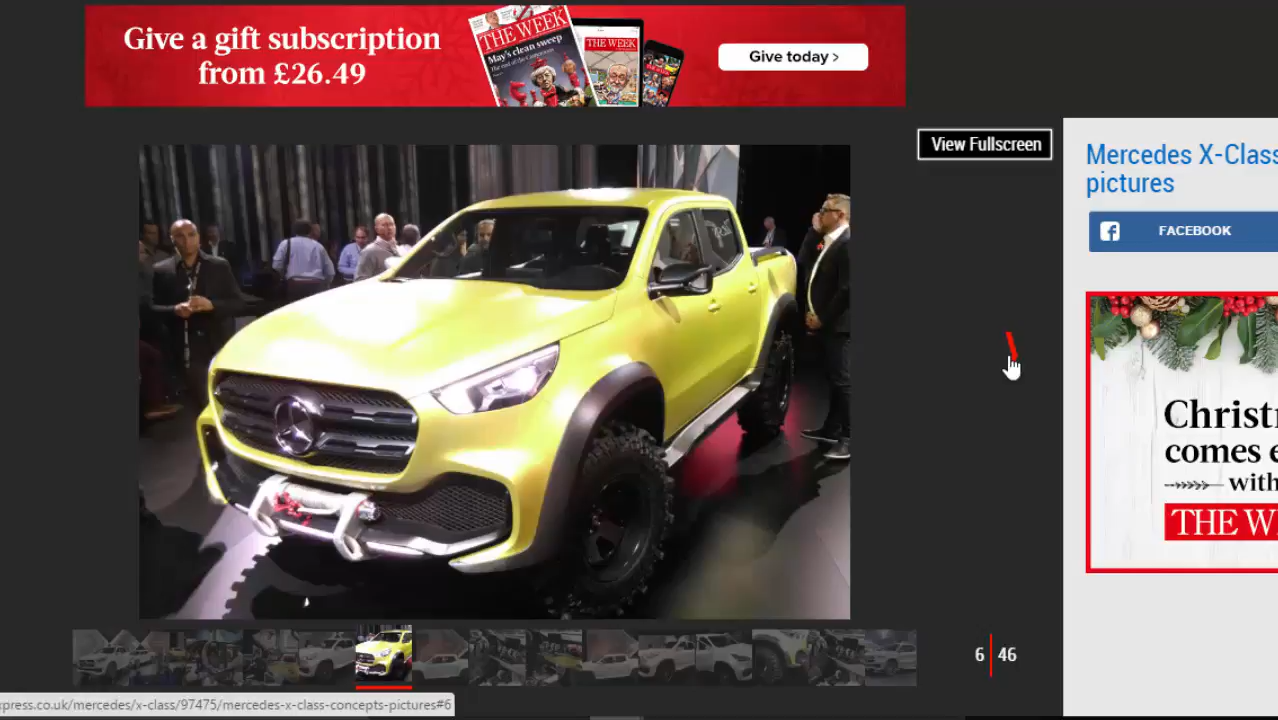 Give a gift subscription
from £26.49
THE WEEK
May's clean sweep
THE WEEK
Give today >
View Fullscreen
Mercedes X-Class
pictures
FACEBOOK
Christ
comes e
with
THE W
6 46
xpress.co.uk/mercedes/x-class/97475/mercedes-x-class-concepts-pictures#6